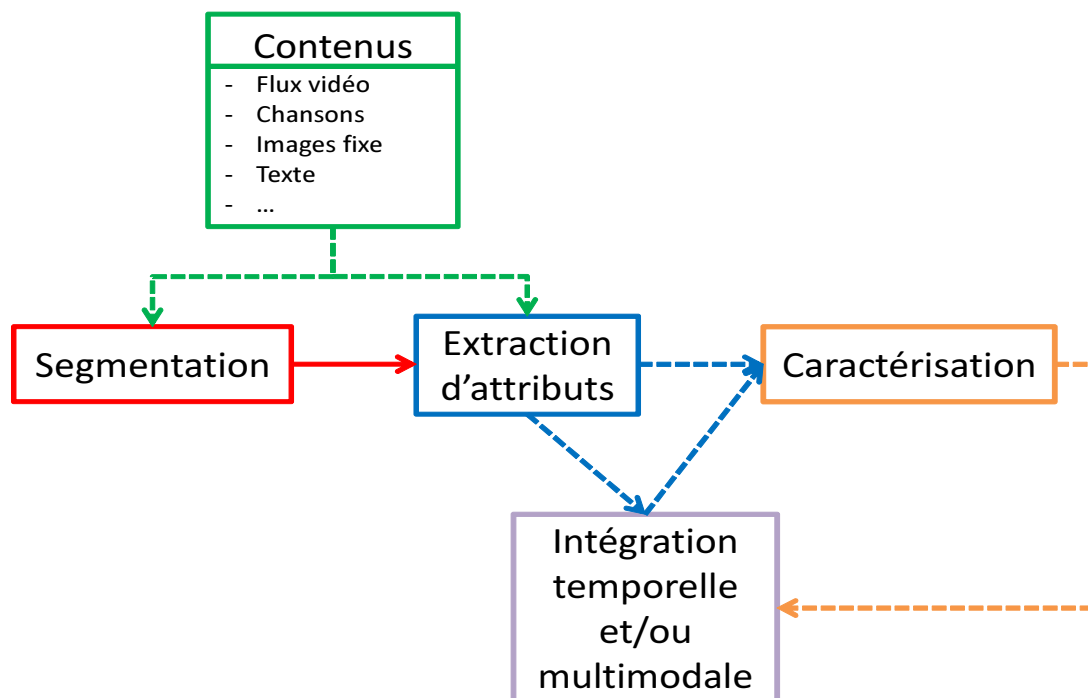 Contenus
- Flux vidéo
- Chansons
- Images fixe
- Texte
- ...
Segmentation
Extraction
d’attributs
Caractérisation
Intégration
temporelle
et/ou
multimodale